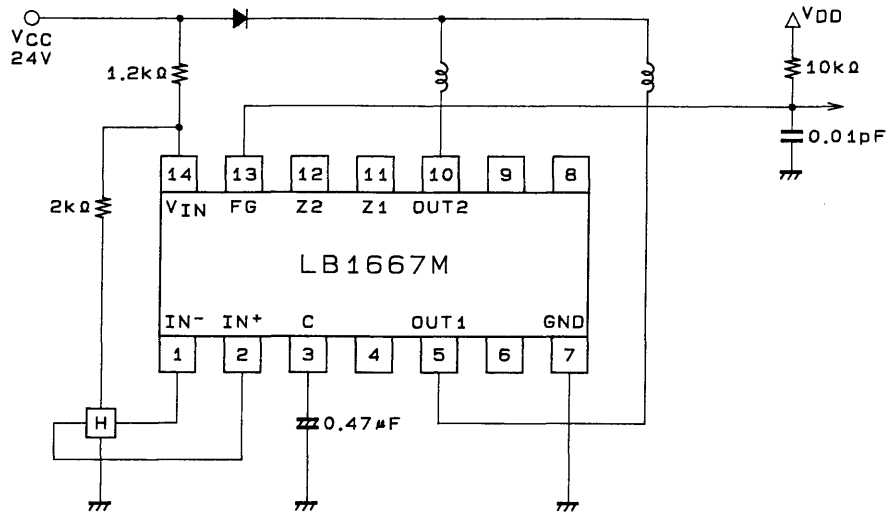 VCC
24V
VDD
1.2kΩ
10kΩ
0.01pF
14 13 12 11 10 9 8
2kΩ
VIN FG Z2 Z1 OUT2
LB1667M
IN- IN+ C OUT1 GND
1 2 3 4 5 6 7
H
0.47μF